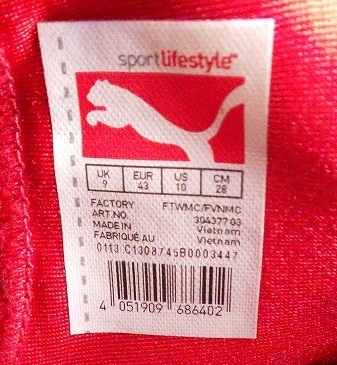 sportlifestyle™
UK EUR US CM
9 43 10 28
FACTORY FTWMC/FVNMC
ART.NO. 304377 03
MADE IN Vietnam
FABRIQUÉ AU Vietnam
0113 C1308745B0003447
4 051909 686402